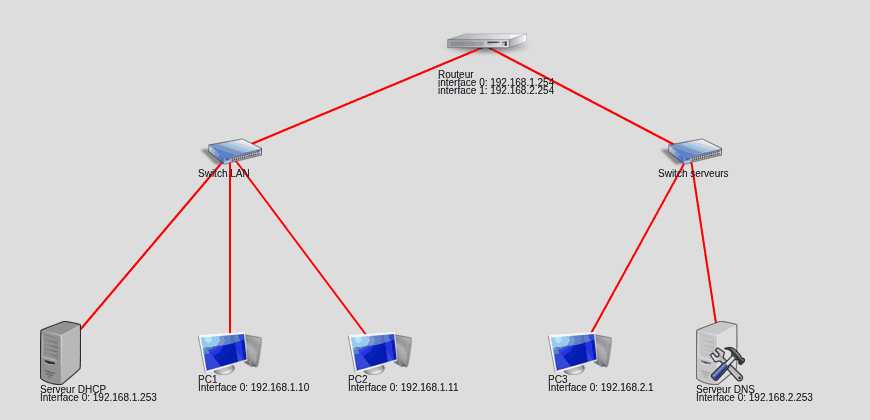 Routeur
interface 0: 192.168.1.254
interface 1: 192.168.2.254
Switch LAN
Switch serveurs
Serveur DHCP
Interface 0: 192.168.1.253
PC1
Interface 0: 192.168.1.10
PC2
Interface 0: 192.168.1.11
PC3
Interface 0: 192.168.2.1
Serveur DNS
Interface 0: 192.168.2.253